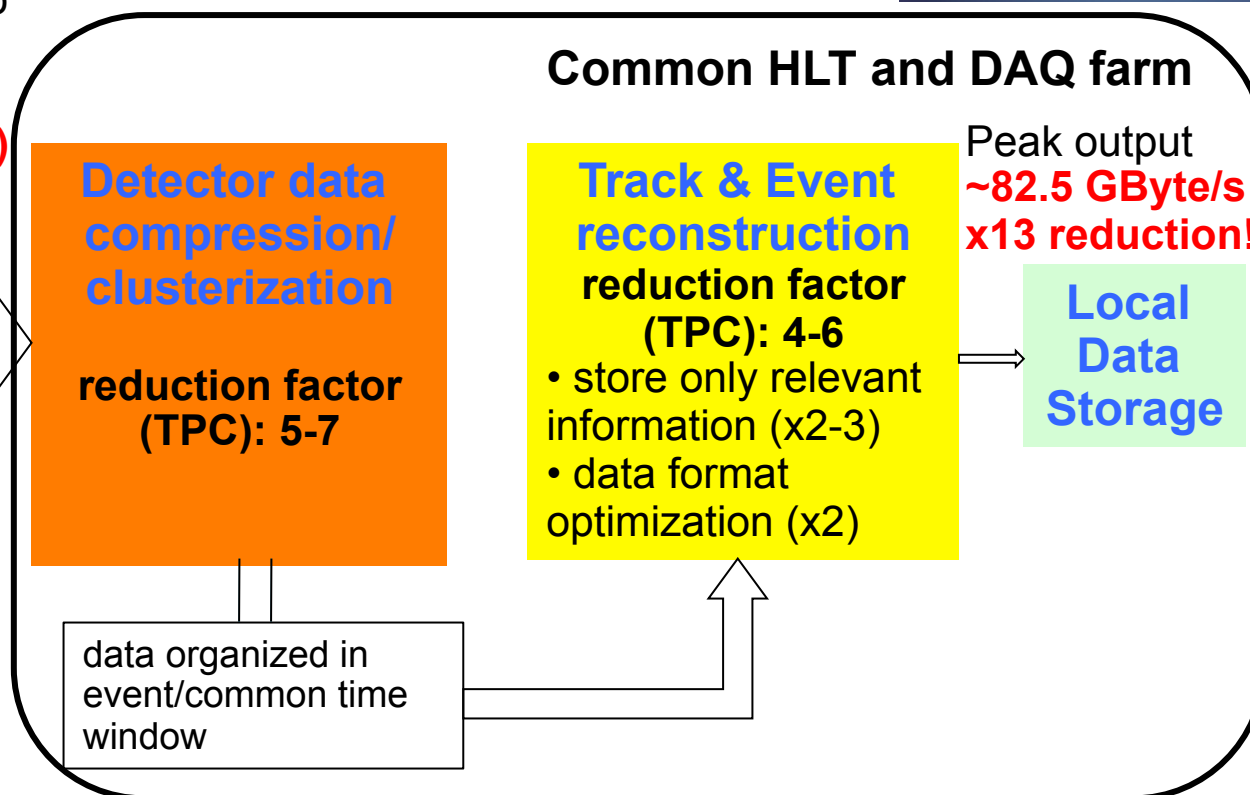 Common HLT and DAQ farm
)
Detector data
compression/
clusterization
reduction factor
(TPC): 5-7
data organized in
event/common time
window
Track & Event
reconstruction
reduction factor
(TPC): 4-6
• store only relevant
information (x2-3)
• data format
optimization (x2)
Peak output
~82.5 GByte/s
x13 reduction!
Local
Data
Storage